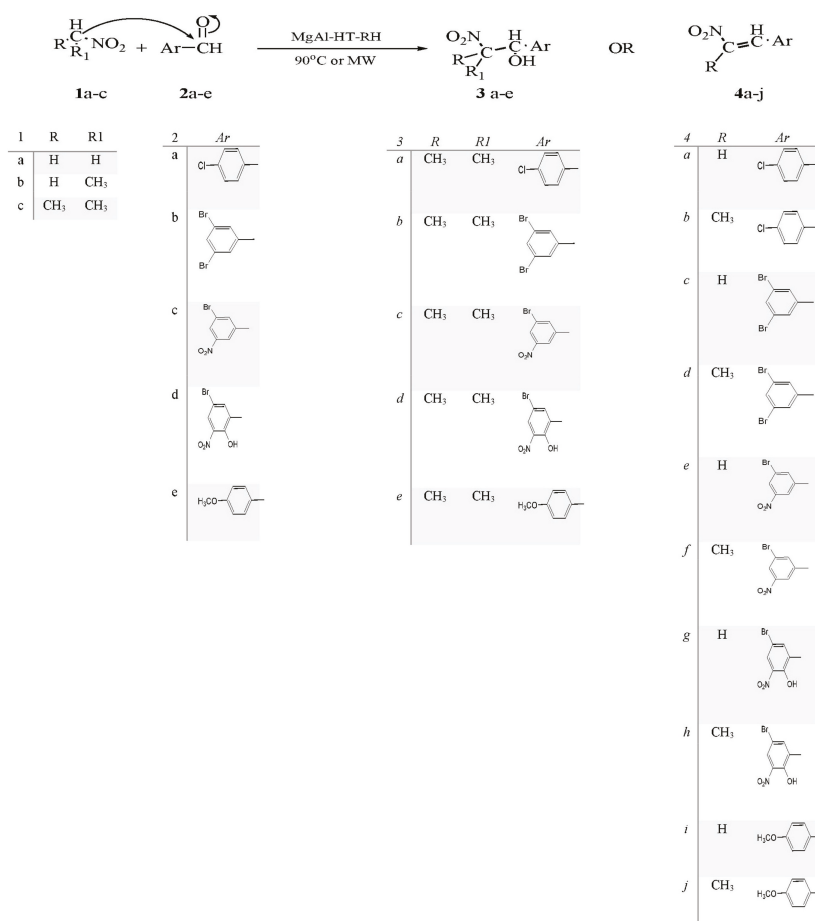 H
R-C-NO₂ + Ar-CH MgAl-HT-RH O₂N H OR O₂N H
R₁ O 90°C or MW R C-C-Ar C=C-Ar
R₁ OH R
1a-c 2a-e 3 a-e 4a-j
1 R R1
a H H
b H CH₃
c CH₃ CH₃
2 Ar
a Cl
b Br
Br
c Br
O₂N
d Br
O₂N OH
e H₃CO
3 R R1 Ar
a CH₃ CH₃ Cl
b CH₃ CH₃ Br
Br
c CH₃ CH₃ Br
O₂N
d CH₃ CH₃ Br
O₂N OH
e CH₃ CH₃ H₃CO
4 R Ar
a H Cl
b CH₃ Cl
c H Br
Br
d CH₃ Br
Br
e H Br
O₂N
f CH₃ Br
O₂N
g H Br
O₂N OH
h CH₃ Br
O₂N OH
i H H₃CO
j CH₃ H₃CO